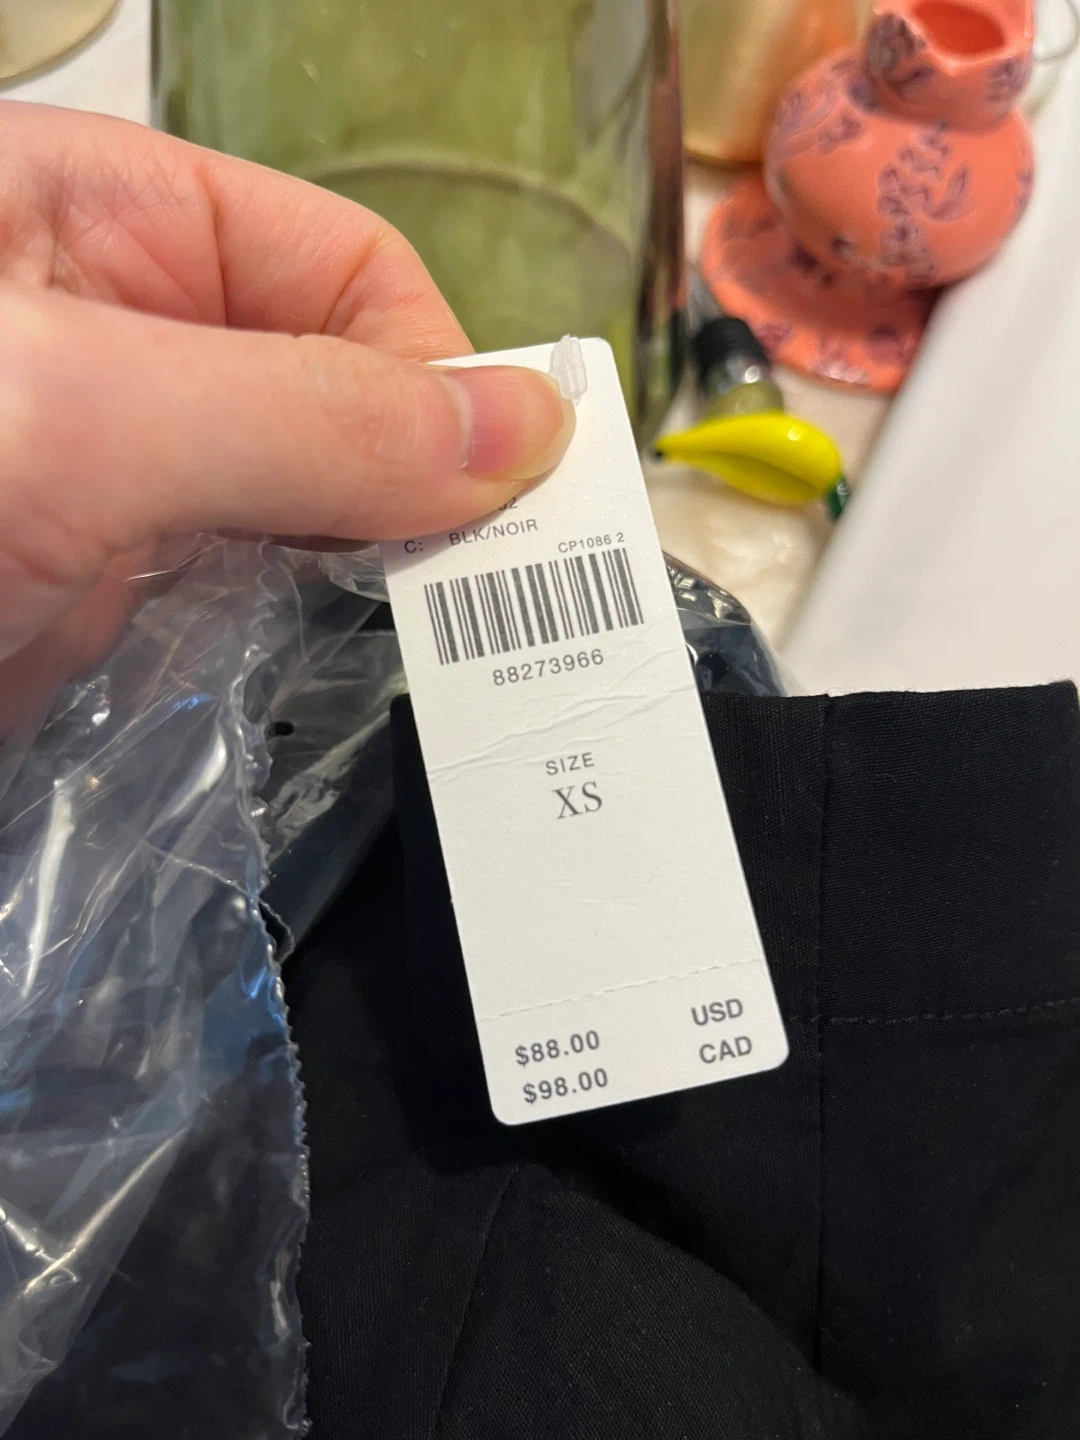 C: BLK/NOIR
CP1086 2
88273966
SIZE
XS
$88.00 USD
$98.00 CAD